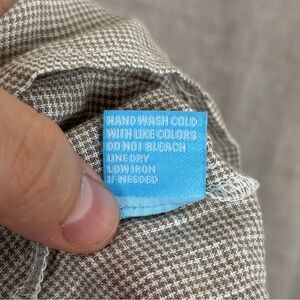 HAND WASH COLD
WITH LIKE COLORS
DO NOT BLEACH
LINE DRY
LOW IRON
IF NEEDED